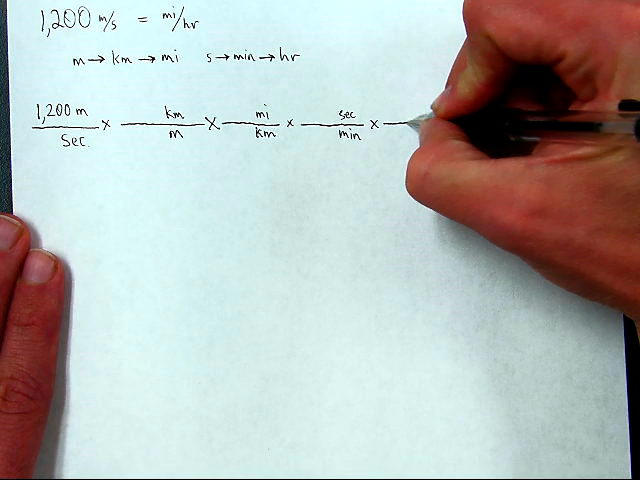 1,200 m/s = mi/hr
m → km → mi s → min → hr
1,200 m / sec. × km / m × mi / km × sec / min ×